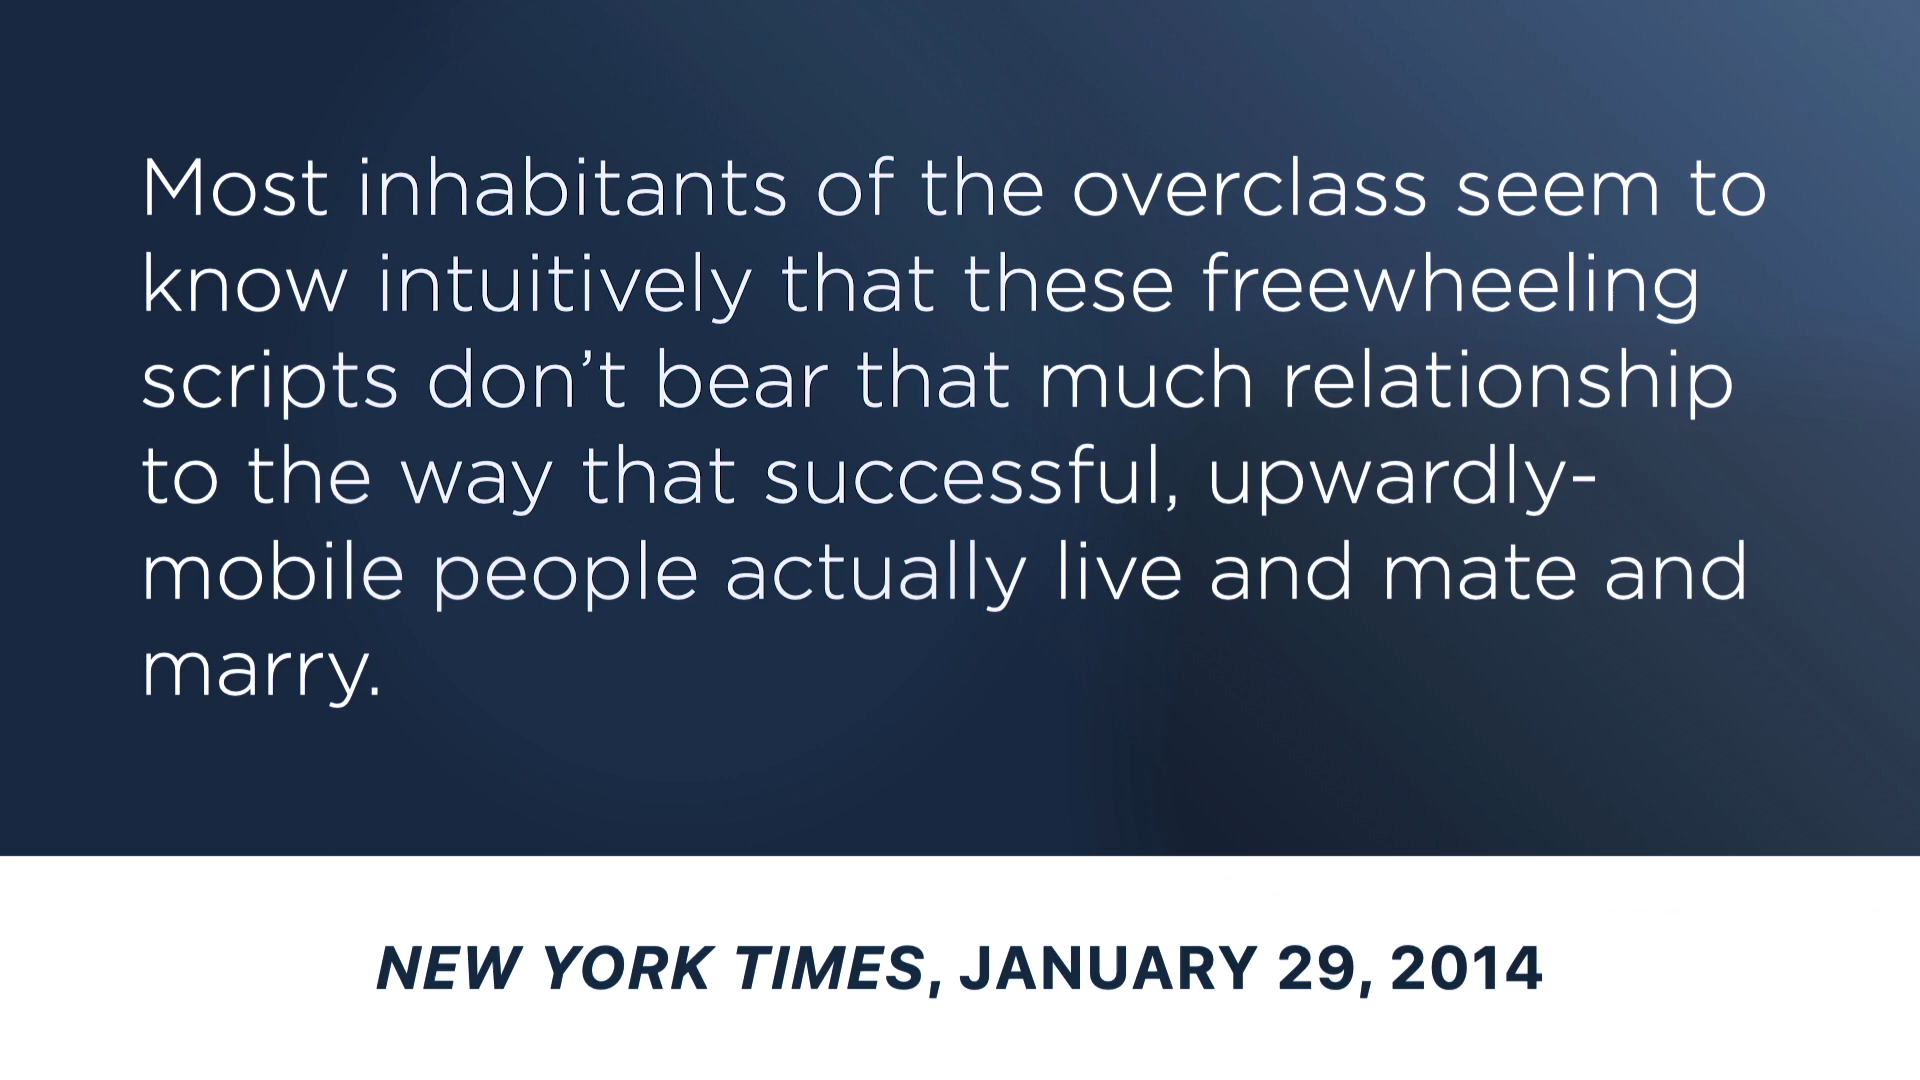 Most inhabitants of the overclass seem to
know intuitively that these freewheeling
scripts don’t bear that much relationship
to the way that successful, upwardly-
mobile people actually live and mate and
marry.
NEW YORK TIMES, JANUARY 29, 2014